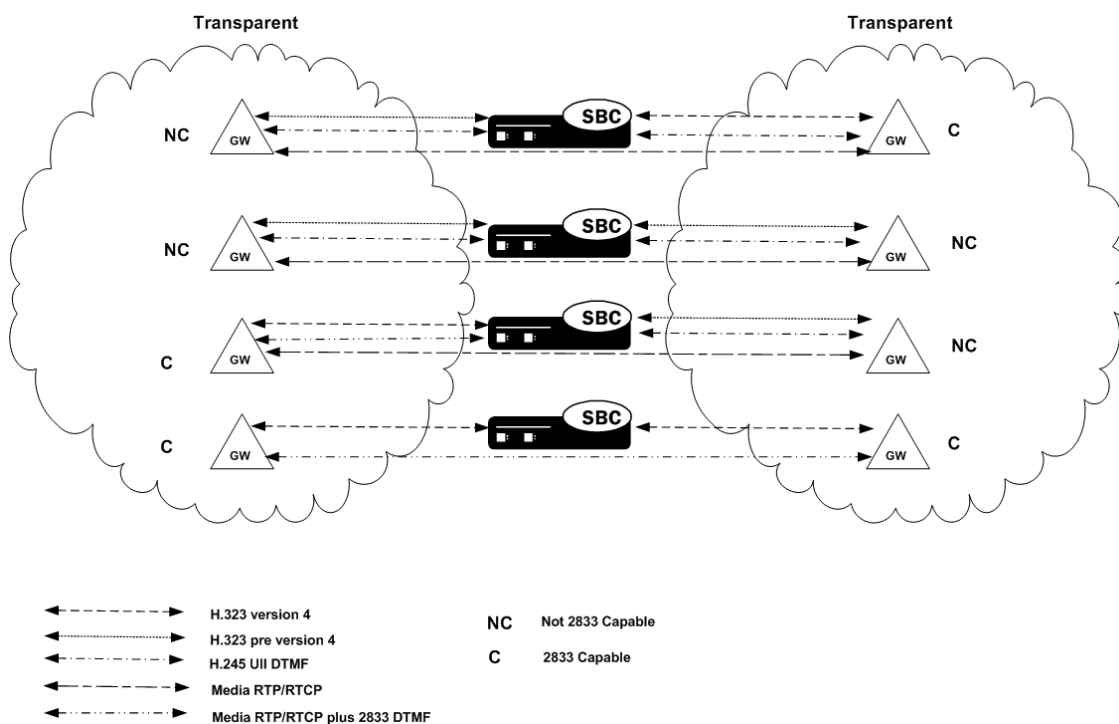 Transparent
Transparent
SBC
NC
GW
GW
C
SBC
NC
GW
GW
NC
SBC
C
GW
GW
NC
SBC
C
GW
GW
C
H.323 version 4
H.323 pre version 4
H.245 UII DTMF
Media RTP/RTCP
Media RTP/RTCP plus 2833 DTMF
NC Not 2833 Capable
C 2833 Capable